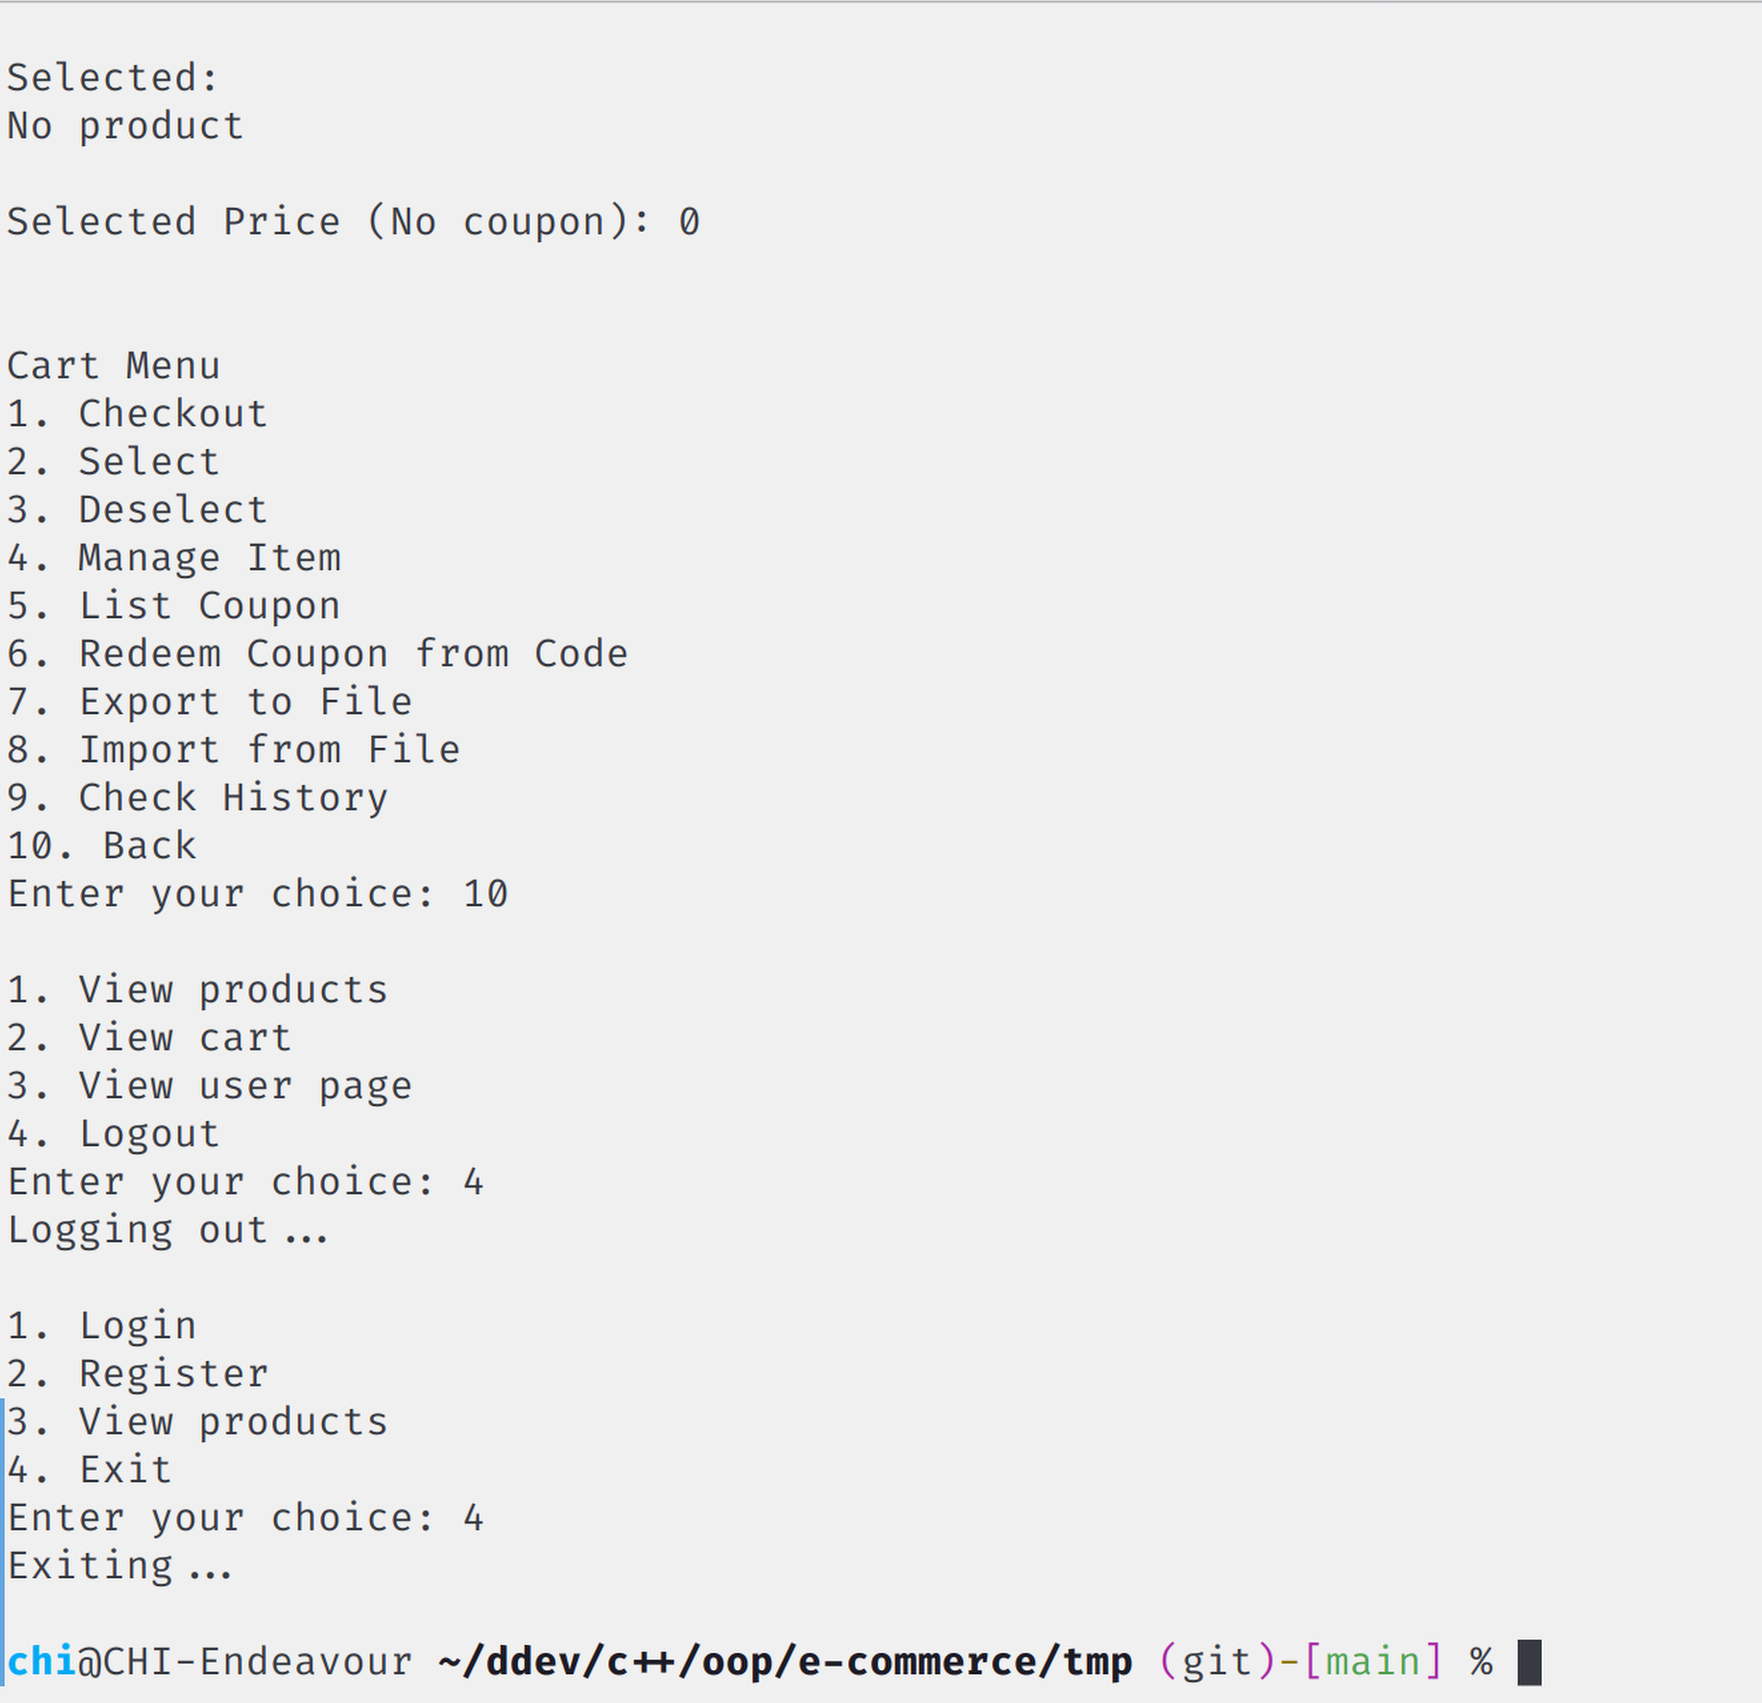 Selected:
No product
Selected Price (No coupon): 0
Cart Menu
1. Checkout
2. Select
3. Deselect
4. Manage Item
5. List Coupon
6. Redeem Coupon from Code
7. Export to File
8. Import from File
9. Check History
10. Back
Enter your choice: 10
1. View products
2. View cart
3. View user page
4. Logout
Enter your choice: 4
Logging out...
1. Login
2. Register
3. View products
4. Exit
Enter your choice: 4
Exiting...
chi@CHI-Endeavour ~/ddev/c++/oop/e-commerce/tmp (git)-[main] %